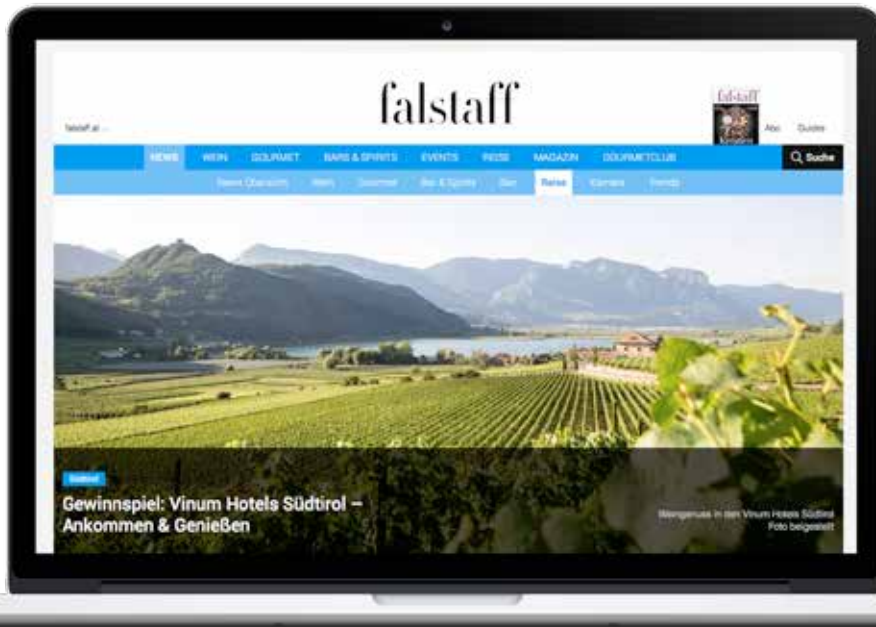 falstaff
falstaff
falstaff.at
Abo Guides
NEWS WEIN GOURMET BARS & SPIRITS EVENTS REISE MAGAZIN GOURMETCLUB Suche
News Übersicht Wein Gourmet Bar & Spirits Bier Reise Karriere Trends
Südtirol
Gewinnspiel: Vinum Hotels Südtirol –
Ankommen & Genießen
Weingenuss in den Vinum Hotels Südtirol
Foto beigestellt